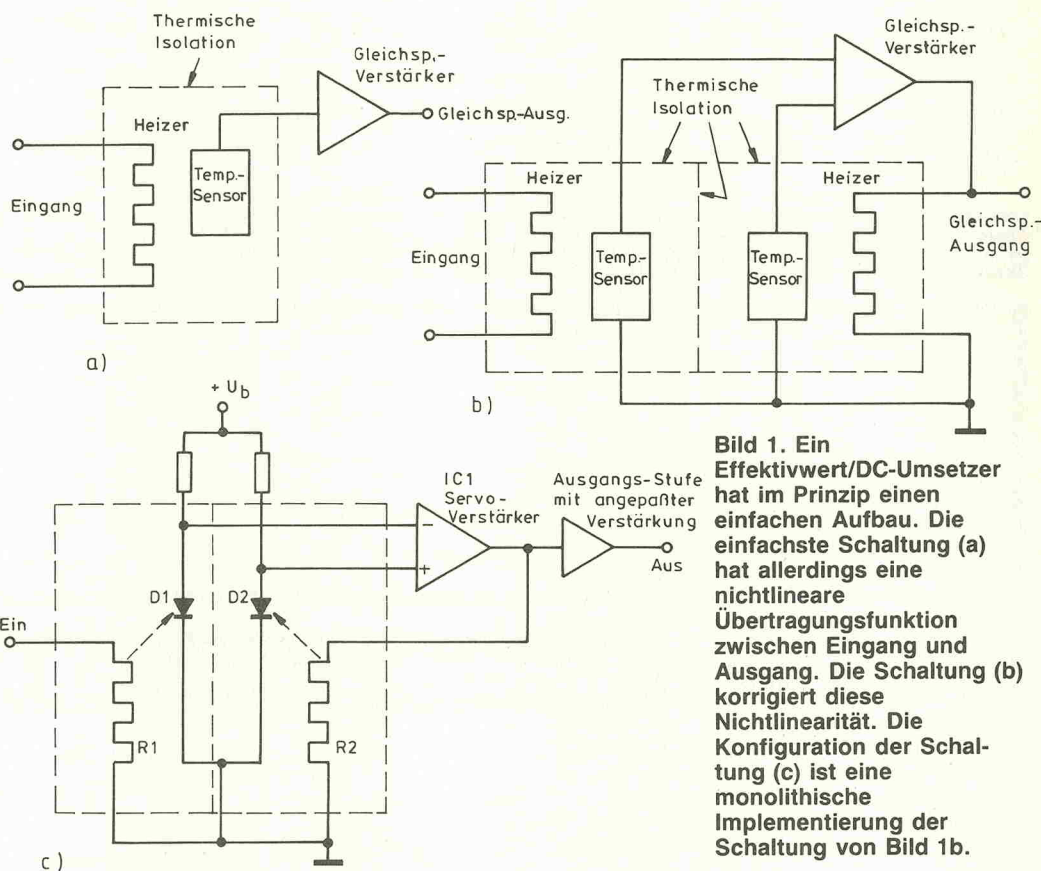 Thermische
Isolation
Gleichsp.-
Verstärker
Heizer
Gleichsp.-Ausg.
Temp.-
Sensor
Eingang
a)
Gleichsp.-
Verstärker
Thermische
Isolation
Heizer
Heizer
Eingang
Temp.-
Sensor
Temp.-
Sensor
Gleichsp.-
Ausgang
b)
+ Ub
IC1
Servo-
Verstärker
Ausgangs-Stufe
mit angepaßter
Verstärkung
−
+
Aus
D1
D2
Ein
R1
R2
c)
Bild 1. Ein
Effektivwert/DC-Umsetzer
hat im Prinzip einen
einfachen Aufbau. Die
einfachste Schaltung (a)
hat allerdings eine
nichtlineare
Übertragungsfunktion
zwischen Eingang und
Ausgang. Die Schaltung (b)
korrigiert diese
Nichtlinearität. Die
Konfiguration der Schal-
tung (c) ist eine
monolithische
Implementierung der
Schaltung von Bild 1b.